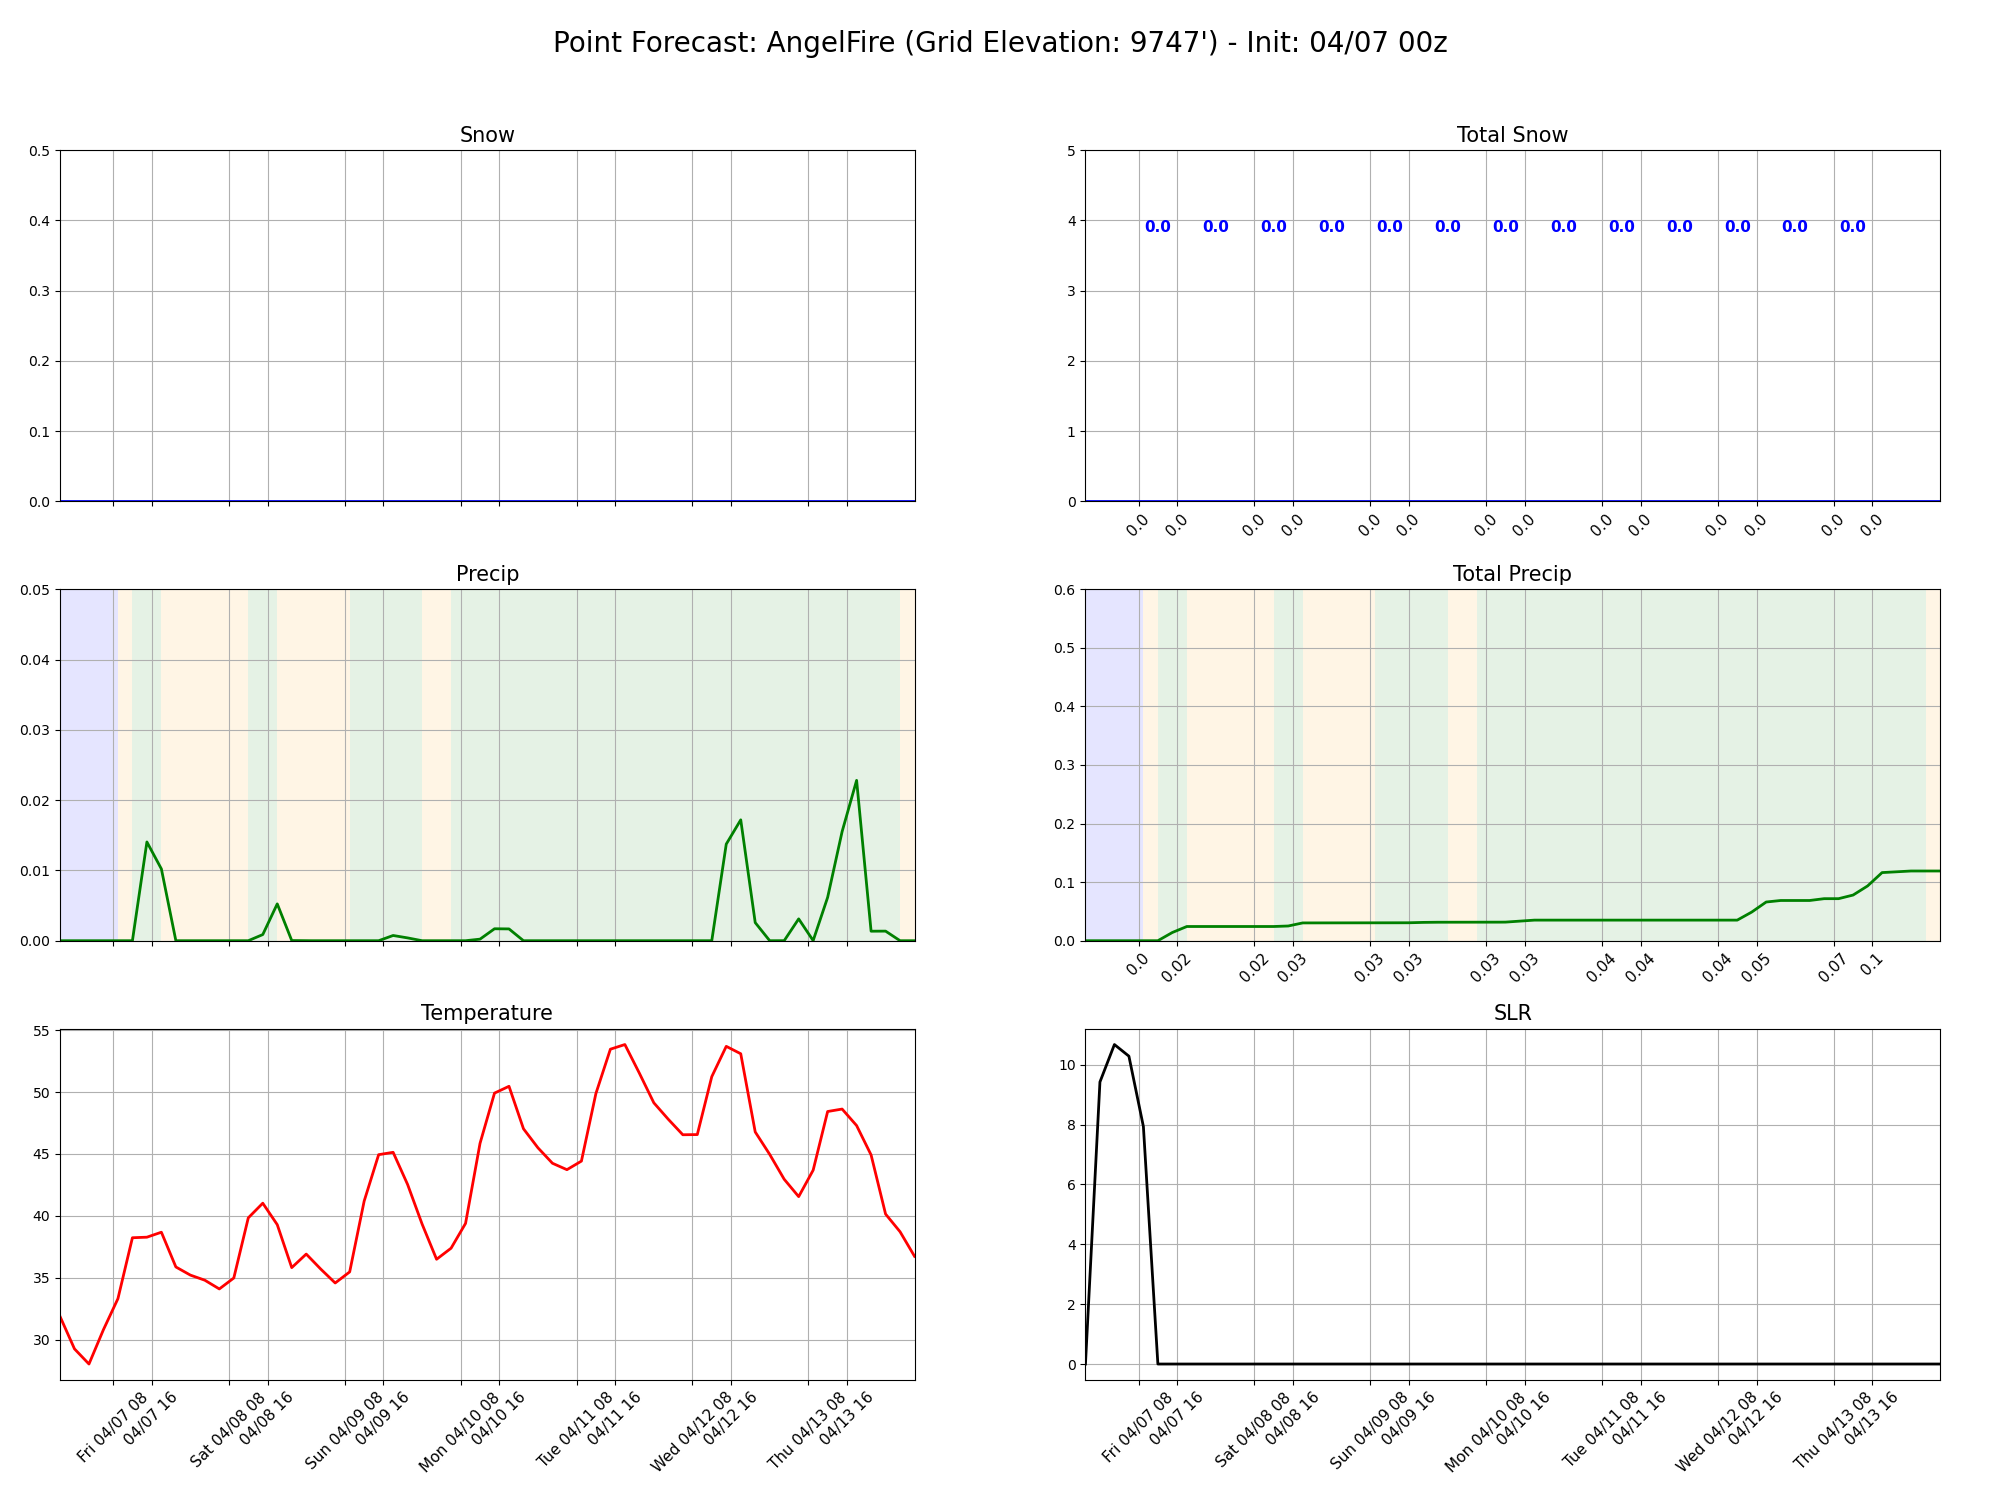 Point Forecast: AngelFire (Grid Elevation: 9747') - Init: 04/07 00z
Snow
0.5
0.4
0.3
0.2
0.1
0.0
Total Snow
5
4
3
2
1
0
0.0 0.0 0.0 0.0 0.0 0.0 0.0 0.0 0.0 0.0 0.0 0.0 0.0
0.0 0.0 0.0 0.0 0.0 0.0 0.0 0.0 0.0 0.0 0.0 0.0 0.0 0.0
Precip
0.05
0.04
0.03
0.02
0.01
0.00
Total Precip
0.6
0.5
0.4
0.3
0.2
0.1
0.0
0.0 0.02 0.02 0.03 0.03 0.03 0.03 0.03 0.04 0.04 0.04 0.05 0.07 0.1
Temperature
55
50
45
40
35
30
Fri 04/07 08
04/07 16
Sat 04/08 08
04/08 16
Sun 04/09 08
04/09 16
Mon 04/10 08
04/10 16
Tue 04/11 08
04/11 16
Wed 04/12 08
04/12 16
Thu 04/13 08
04/13 16
SLR
10
8
6
4
2
0
Fri 04/07 08
04/07 16
Sat 04/08 08
04/08 16
Sun 04/09 08
04/09 16
Mon 04/10 08
04/10 16
Tue 04/11 08
04/11 16
Wed 04/12 08
04/12 16
Thu 04/13 08
04/13 16